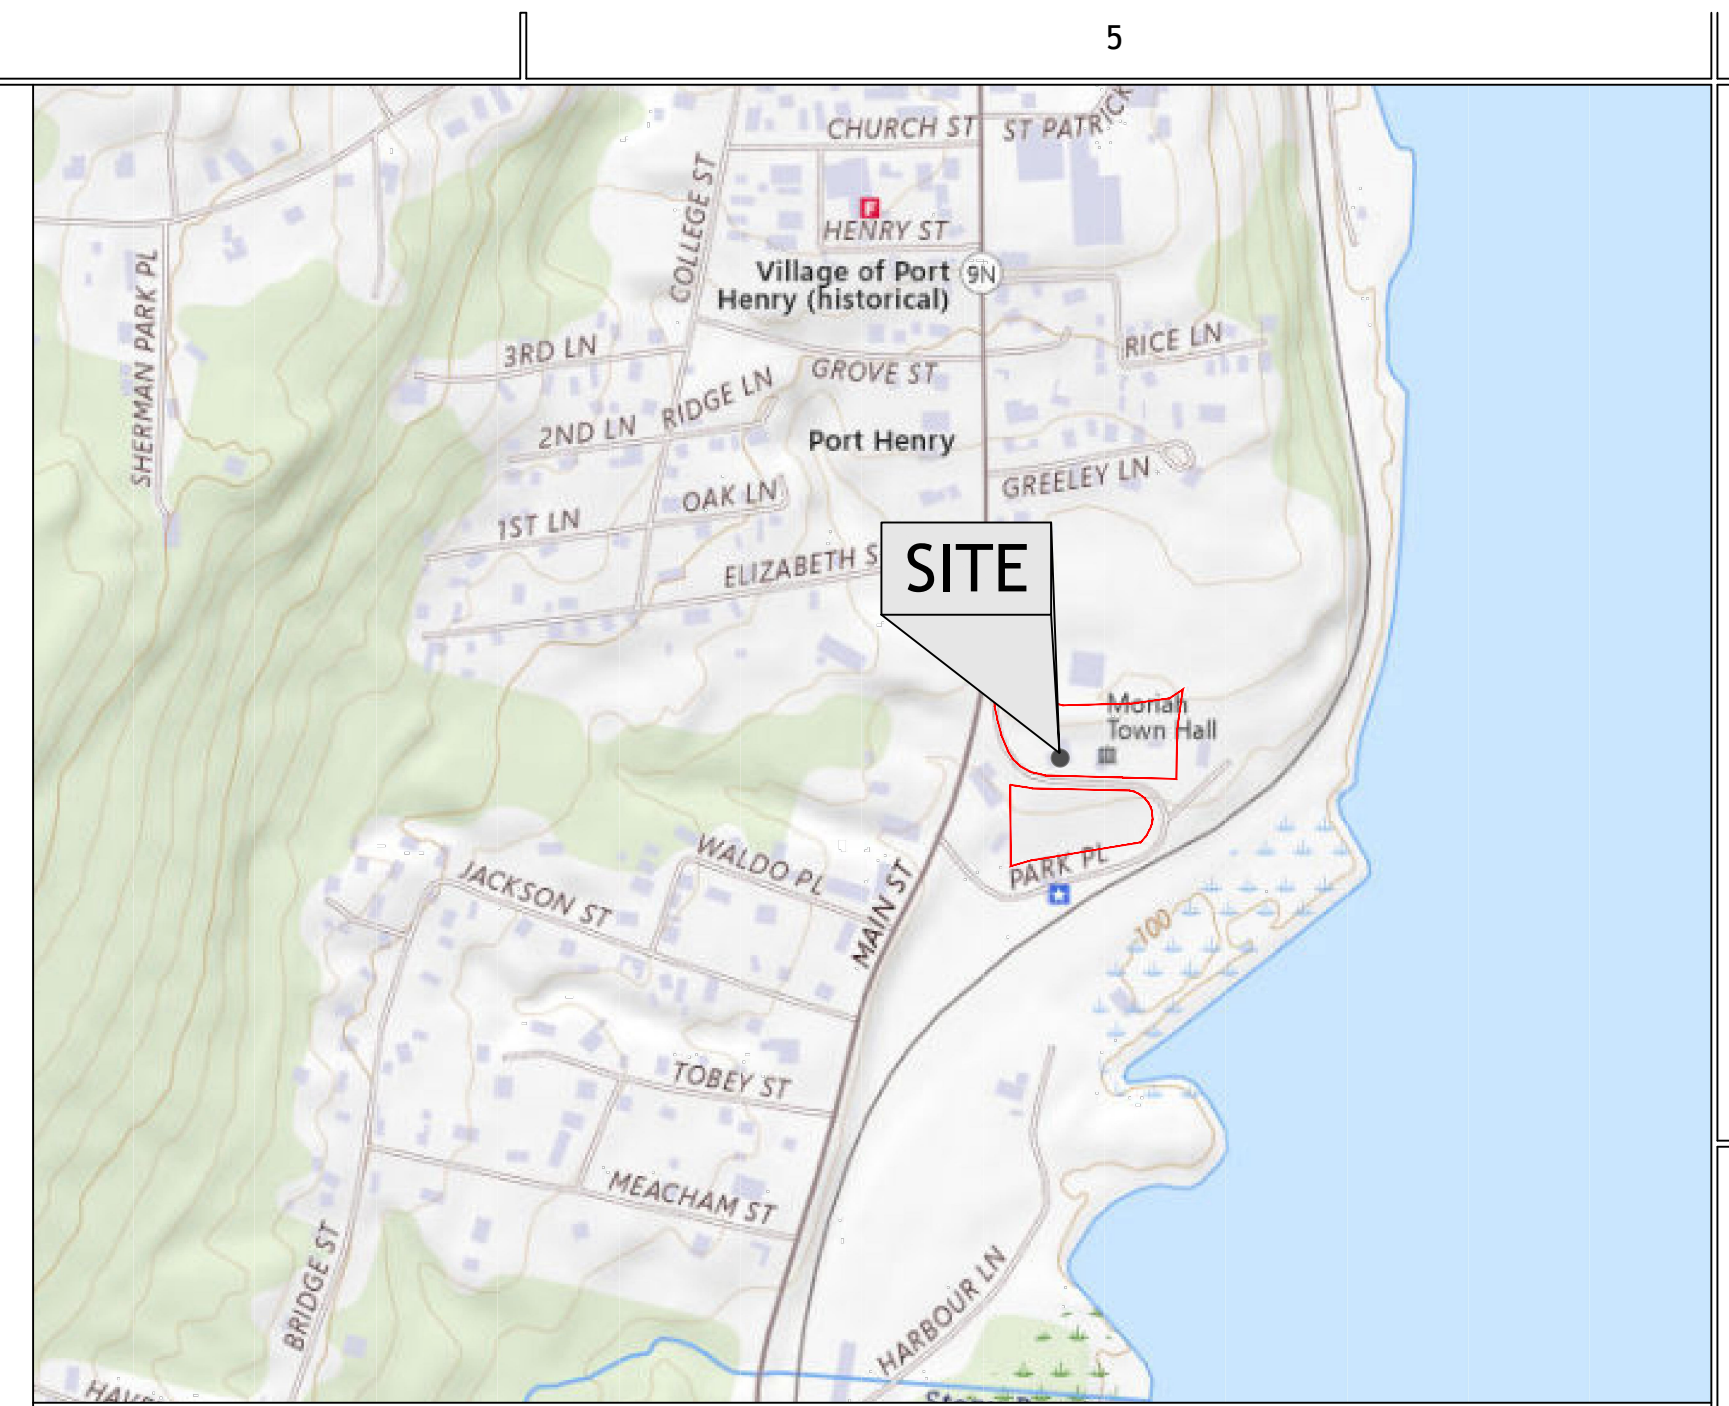 5
CHURCH ST
ST PATRICK
COLLEGE ST
F
HENRY ST
Village of Port
Henry (historical)
9N
SHERMAN PARK PL
3RD LN
RICE LN
GROVE ST
RIDGE LN
2ND LN
Port Henry
GREELEY LN
OAK LN
1ST LN
ELIZABETH S
SITE
Moriah
Town Hall
WALDO PL
PARK PL
JACKSON ST
MAIN ST
100
TOBEY ST
MEACHAM ST
BRIDGE ST
HARBOUR LN